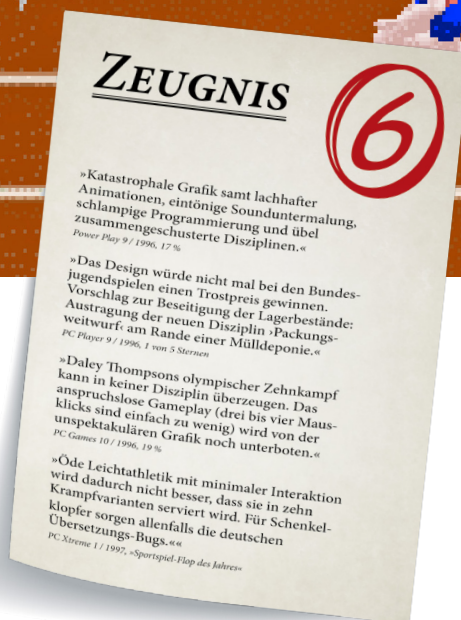 ZEUGNIS
6
»Katastrophale Grafik samt lachhafter
Animationen, eintönige Sounduntermalung,
schlampige Programmierung und übel
zusammengeschusterte Disziplinen.«
Power Play 9 / 1996, 17 %
»Das Design würde nicht mal bei den Bundes-
jugendspielen einen Trostpreis gewinnen.
Vorschlag zur Beseitigung der Lagerbestände:
Austragung der neuen Disziplin ›Packungs-
weitwurf‹ am Rande einer Mülldeponie.«
PC Player 9 / 1996, 1 von 5 Sternen
»Daley Thompsons olympischer Zehnkampf
kann in keiner Disziplin überzeugen. Das
anspruchslose Gameplay (drei bis vier Maus-
klicks sind einfach zu wenig) wird von der
unspektakulären Grafik noch unterboten.«
PC Games 10 / 1996, 19 %
»Öde Leichtathletik mit minimaler Interaktion
wird dadurch nicht besser, dass sie in zehn
Krampfvarianten serviert wird. Für Schenkel-
klopfer sorgen allenfalls die deutschen
Übersetzungs-Bugs.««
PC Xtreme 1 / 1997, »Sportspiel-Flop des Jahres«